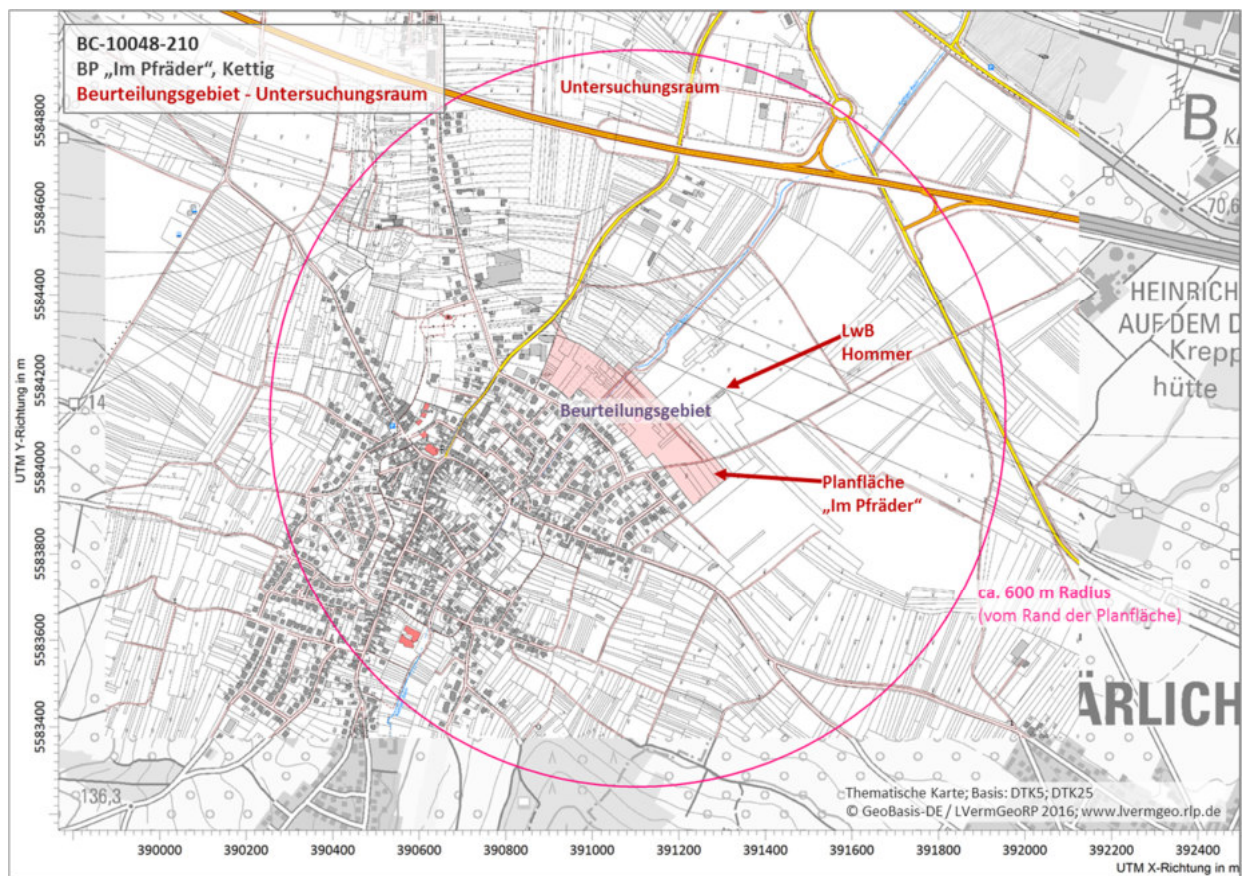 BC-10048-210
BP „Im Pfräder“, Kettig
Beurteilungsgebiet - Untersuchungsraum
Untersuchungsraum
B
70,6
HEINRICH
AUF DEM D
Krepp
hütte
LwB
Hommer
Beurteilungsgebiet
14
Planfläche
„Im Pfräder“
ca. 600 m Radius
(vom Rand der Planfläche)
ÄRLICH
136,3
Thematische Karte; Basis: DTK5; DTK25
© GeoBasis-DE / LVermGeoRP 2016; www.lvermgeo.rlp.de
UTM Y-Richtung in m
5584800
5584600
5584400
5584200
5584000
5583800
5583600
5583400
390000 390200 390400 390600 390800 391000 391200 391400 391600 391800 392000 392200 392400
UTM X-Richtung in m